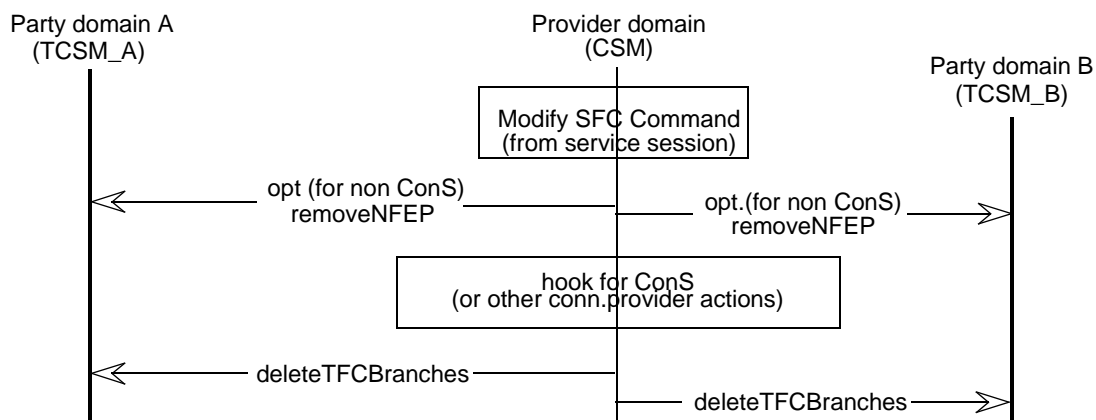 Party domain A
(TCSM_A)
Provider domain
(CSM)
Party domain B
(TCSM_B)
Modify SFC Command
(from service session)
opt (for non ConS)
removeNFEP
opt.(for non ConS)
removeNFEP
hook for ConS
(or other conn.provider actions)
deleteTFCBranches
deleteTFCBranches